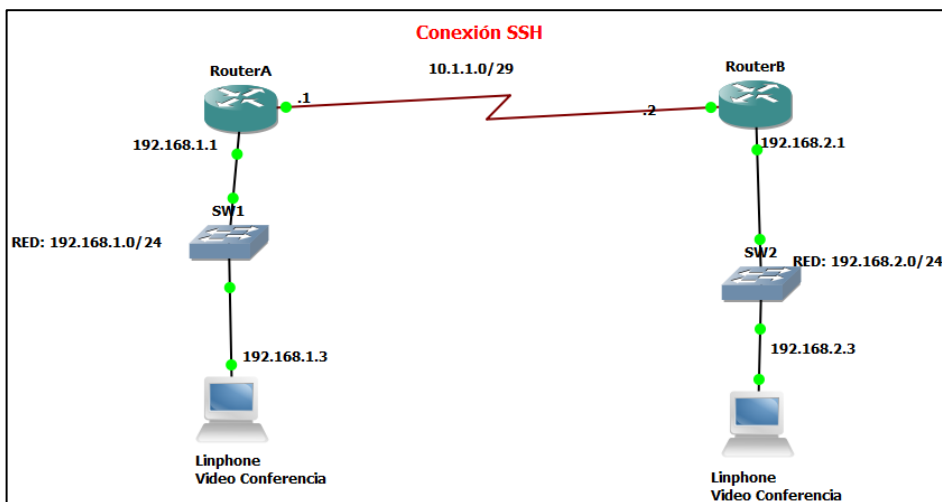 Conexión SSH
RouterA
10.1.1.0/29
RouterB
.1
.2
192.168.1.1
192.168.2.1
SW1
RED: 192.168.1.0/24
SW2
RED: 192.168.2.0/24
192.168.1.3
192.168.2.3
Linphone
Video Conferencia
Linphone
Video Conferencia